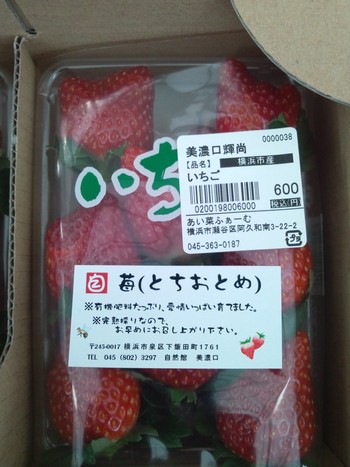 いち
美濃口輝尚
0000038
【品名】
横浜市産
いちご
600
税込(円)
0200198006000
あい菜ふぁーむ
横浜市瀬谷区阿久和南3-22-2
045-363-0187
苺(とちおとめ)
※有機肥料たっぷり、愛情いっぱい育てました。
※完熟採りなので、
お早めにお召し上がり下さい。
〒245-0017 横浜市泉区下飯田町1761
TEL 045 (802) 3297 自然館 美濃口